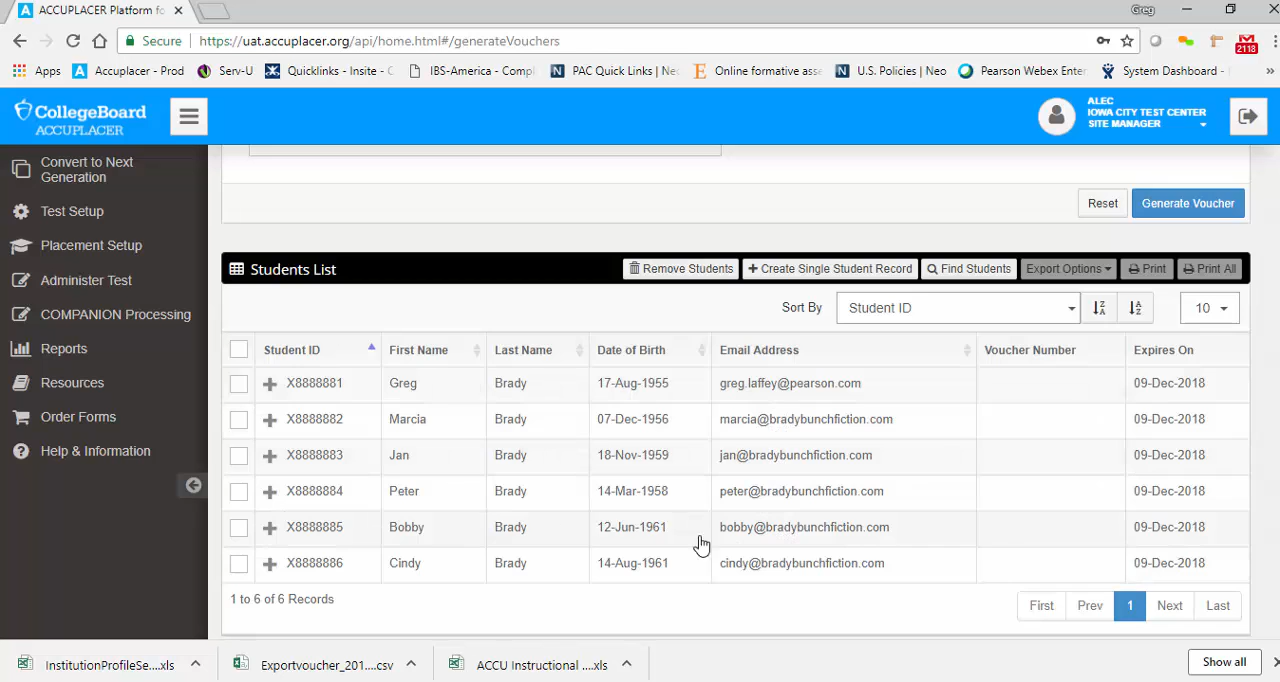 ACCUPLACER Platform fo
Greg
Secure
https://uat.accuplacer.org/api/home.html#/generateVouchers
2118
Apps
Accuplacer - Prod
Serv-U
Quicklinks - Insite - C
IBS-America - Compl
PAC Quick Links | Neo
Online formative asse
U.S. Policies | Neo
Pearson Webex Enter
System Dashboard -
CollegeBoard
ACCUPLACER
ALEC
IOWA CITY TEST CENTER
SITE MANAGER
Convert to Next
Generation
Test Setup
Placement Setup
Administer Test
COMPANION Processing
Reports
Resources
Order Forms
Help & Information
Reset
Generate Voucher
Students List
Remove Students
Create Single Student Record
Find Students
Export Options
Print
Print All
Sort By
Student ID
10
Student ID First Name Last Name Date of Birth Email Address Voucher Number Expires On
X8888881 Greg Brady 17-Aug-1955 greg.laffey@pearson.com 09-Dec-2018
X8888882 Marcia Brady 07-Dec-1956 marcia@bradybunchfiction.com 09-Dec-2018
X8888883 Jan Brady 18-Nov-1959 jan@bradybunchfiction.com 09-Dec-2018
X8888884 Peter Brady 14-Mar-1958 peter@bradybunchfiction.com 09-Dec-2018
X8888885 Bobby Brady 12-Jun-1961 bobby@bradybunchfiction.com 09-Dec-2018
X8888886 Cindy Brady 14-Aug-1961 cindy@bradybunchfiction.com 09-Dec-2018
1 to 6 of 6 Records
First Prev 1 Next Last
InstitutionProfileSe....xls
Exportvoucher_201....csv
ACCU Instructional ....xls
Show all